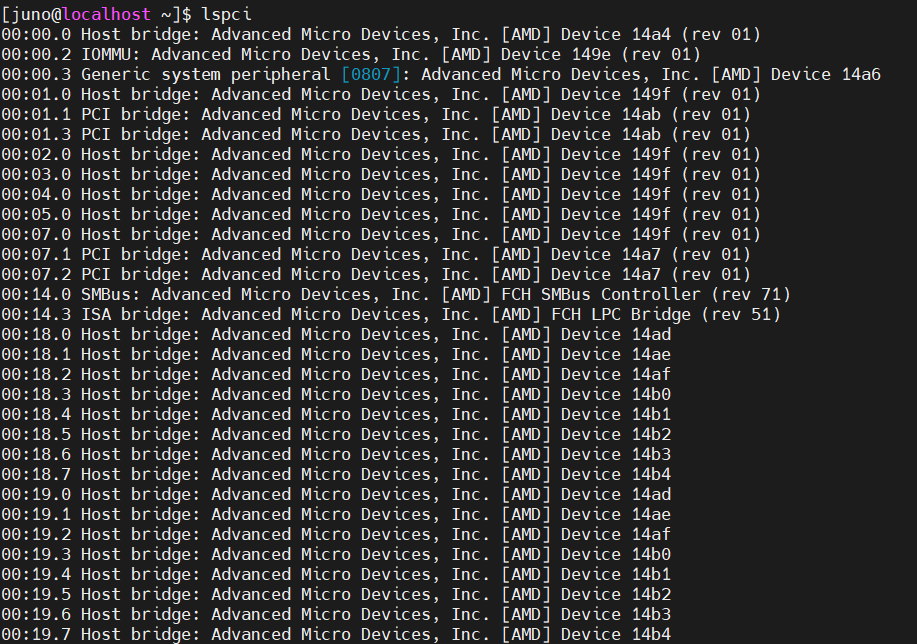 [juno@localhost ~]$ lspci
00:00.0 Host bridge: Advanced Micro Devices, Inc. [AMD] Device 14a4 (rev 01)
00:00.2 IOMMU: Advanced Micro Devices, Inc. [AMD] Device 149e (rev 01)
00:00.3 Generic system peripheral [0807]: Advanced Micro Devices, Inc. [AMD] Device 14a6
00:01.0 Host bridge: Advanced Micro Devices, Inc. [AMD] Device 149f (rev 01)
00:01.1 PCI bridge: Advanced Micro Devices, Inc. [AMD] Device 14ab (rev 01)
00:01.3 PCI bridge: Advanced Micro Devices, Inc. [AMD] Device 14ab (rev 01)
00:02.0 Host bridge: Advanced Micro Devices, Inc. [AMD] Device 149f (rev 01)
00:03.0 Host bridge: Advanced Micro Devices, Inc. [AMD] Device 149f (rev 01)
00:04.0 Host bridge: Advanced Micro Devices, Inc. [AMD] Device 149f (rev 01)
00:05.0 Host bridge: Advanced Micro Devices, Inc. [AMD] Device 149f (rev 01)
00:07.0 Host bridge: Advanced Micro Devices, Inc. [AMD] Device 149f (rev 01)
00:07.1 PCI bridge: Advanced Micro Devices, Inc. [AMD] Device 14a7 (rev 01)
00:07.2 PCI bridge: Advanced Micro Devices, Inc. [AMD] Device 14a7 (rev 01)
00:14.0 SMBus: Advanced Micro Devices, Inc. [AMD] FCH SMBus Controller (rev 71)
00:14.3 ISA bridge: Advanced Micro Devices, Inc. [AMD] FCH LPC Bridge (rev 51)
00:18.0 Host bridge: Advanced Micro Devices, Inc. [AMD] Device 14ad
00:18.1 Host bridge: Advanced Micro Devices, Inc. [AMD] Device 14ae
00:18.2 Host bridge: Advanced Micro Devices, Inc. [AMD] Device 14af
00:18.3 Host bridge: Advanced Micro Devices, Inc. [AMD] Device 14b0
00:18.4 Host bridge: Advanced Micro Devices, Inc. [AMD] Device 14b1
00:18.5 Host bridge: Advanced Micro Devices, Inc. [AMD] Device 14b2
00:18.6 Host bridge: Advanced Micro Devices, Inc. [AMD] Device 14b3
00:18.7 Host bridge: Advanced Micro Devices, Inc. [AMD] Device 14b4
00:19.0 Host bridge: Advanced Micro Devices, Inc. [AMD] Device 14ad
00:19.1 Host bridge: Advanced Micro Devices, Inc. [AMD] Device 14ae
00:19.2 Host bridge: Advanced Micro Devices, Inc. [AMD] Device 14af
00:19.3 Host bridge: Advanced Micro Devices, Inc. [AMD] Device 14b0
00:19.4 Host bridge: Advanced Micro Devices, Inc. [AMD] Device 14b1
00:19.5 Host bridge: Advanced Micro Devices, Inc. [AMD] Device 14b2
00:19.6 Host bridge: Advanced Micro Devices, Inc. [AMD] Device 14b3
00:19.7 Host bridge: Advanced Micro Devices, Inc. [AMD] Device 14b4